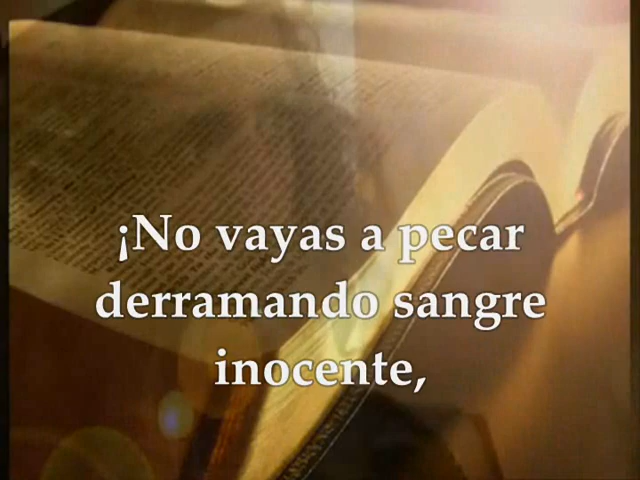 ¡No vayas a pecar
derramando sangre
inocente,